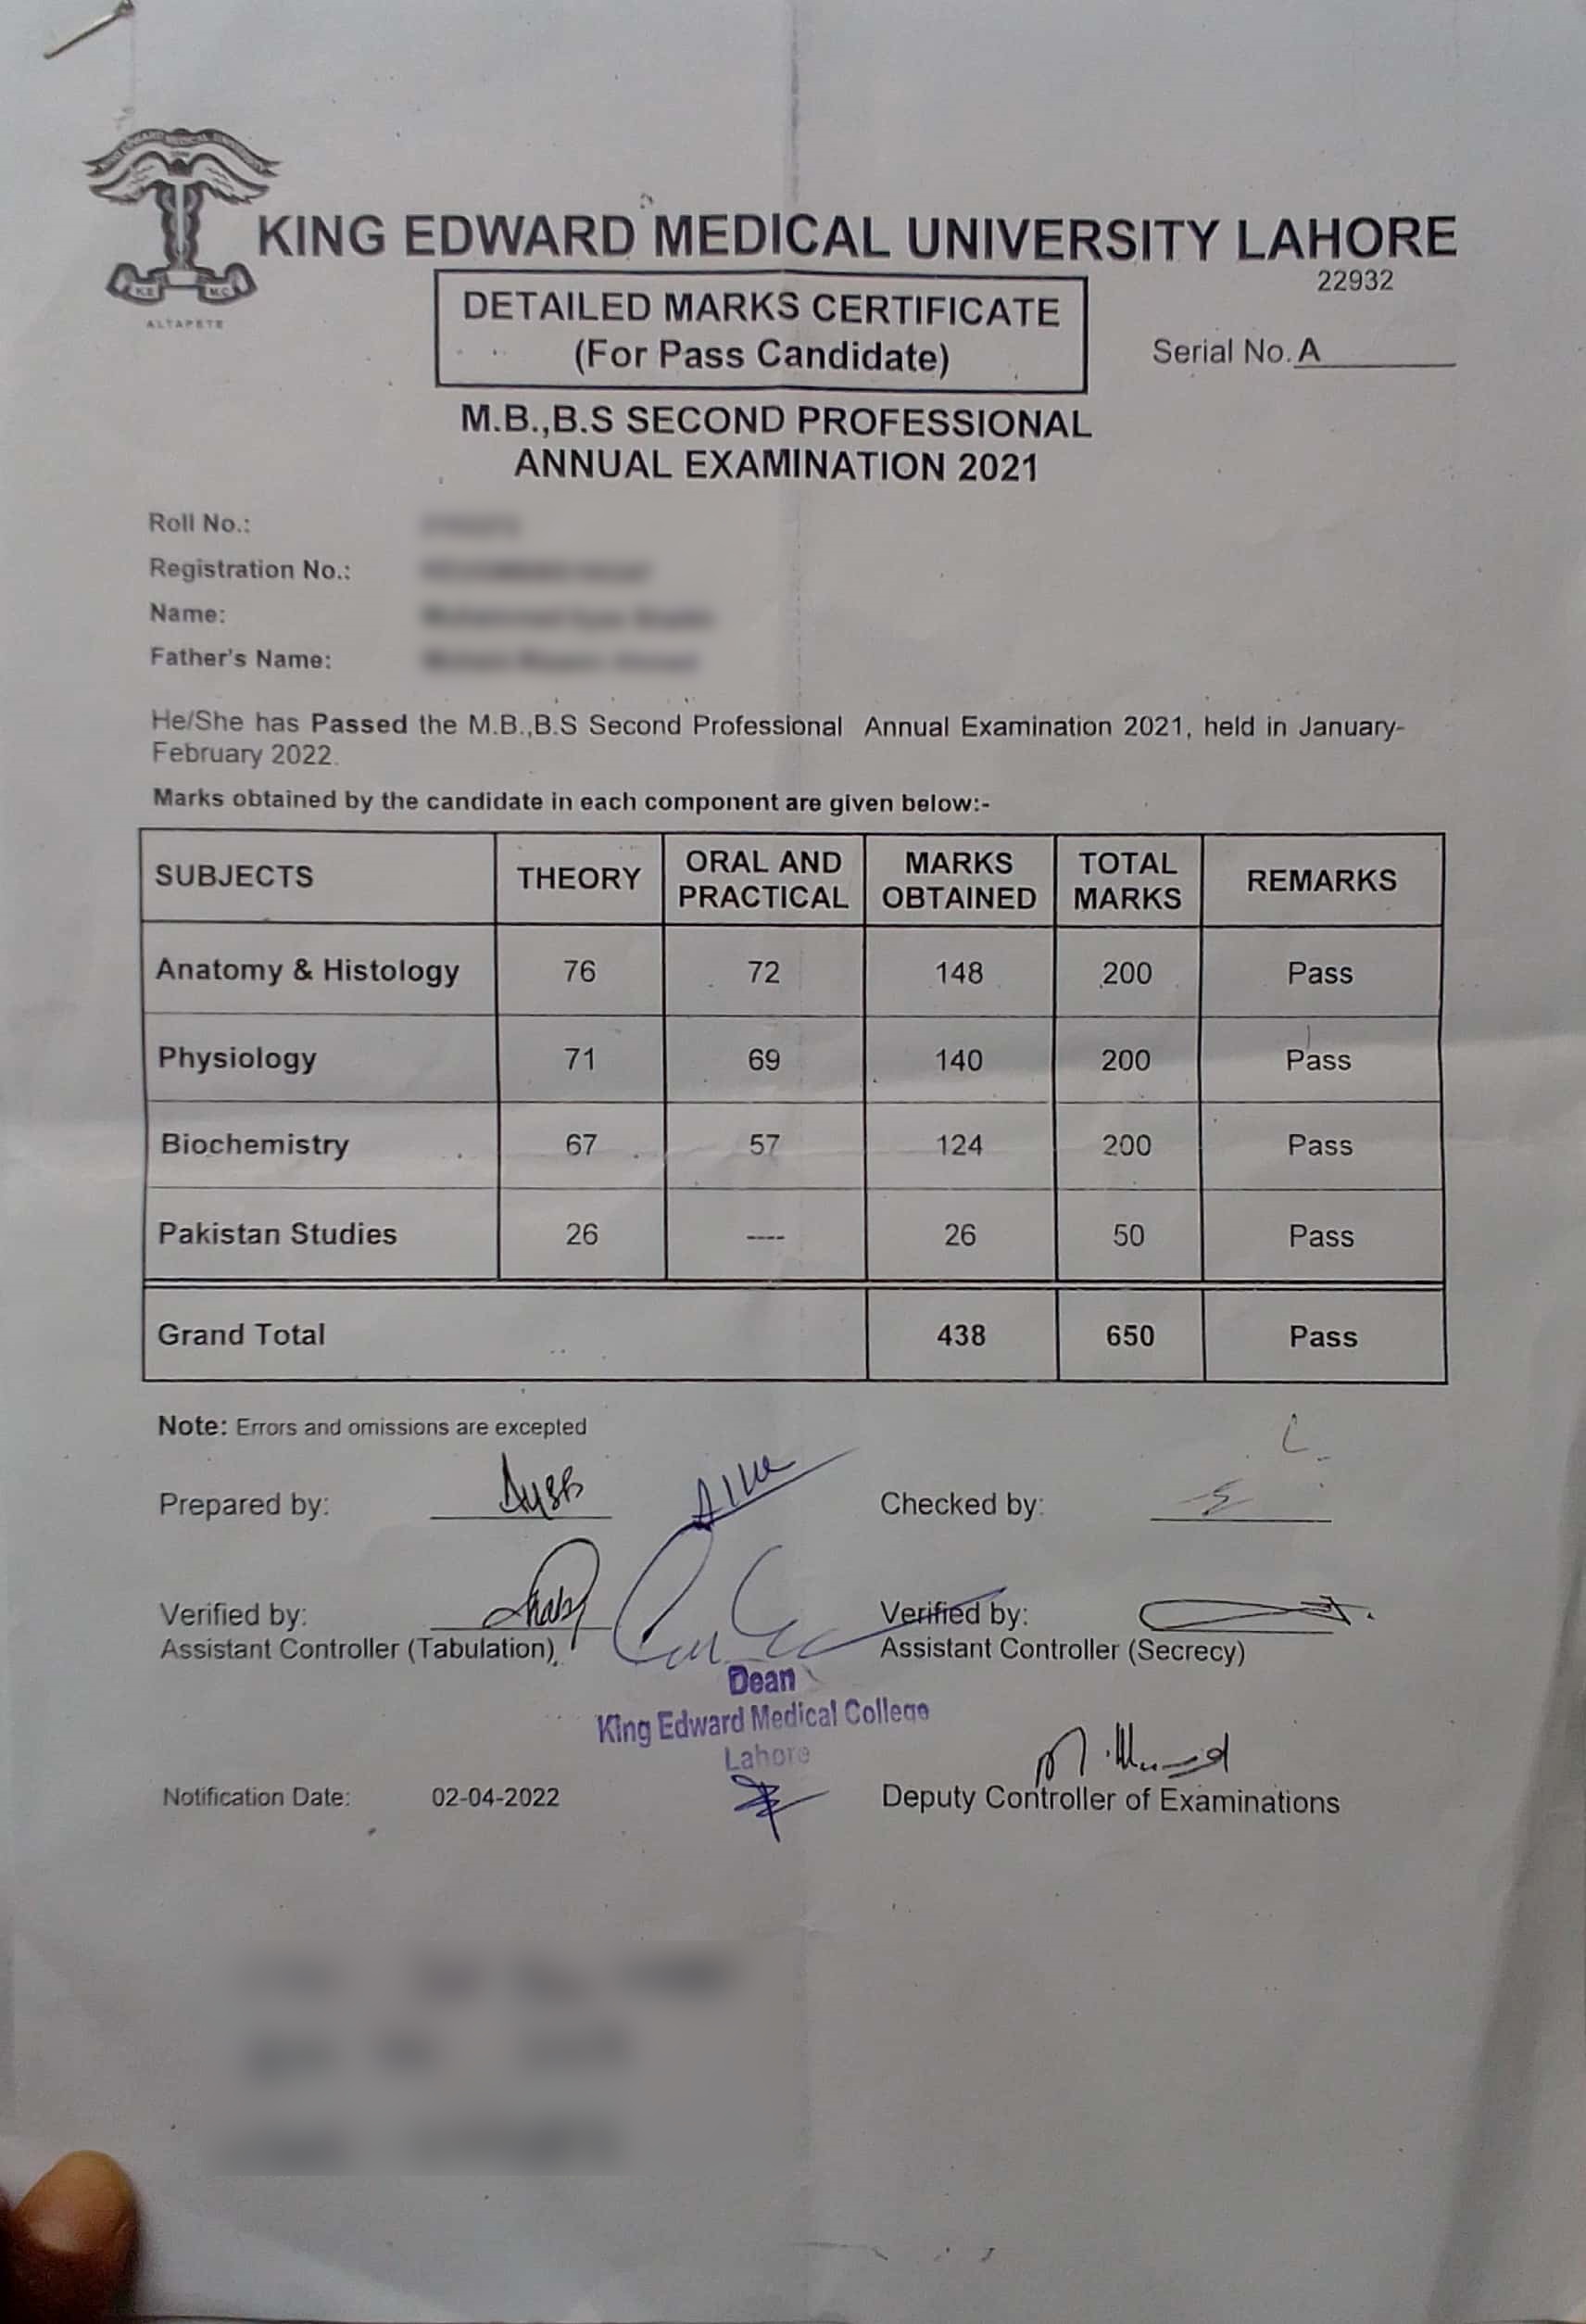 KING EDWARD MEDICAL UNIVERSITY
KE MC
ALTAPETE
KING EDWARD MEDICAL UNIVERSITY LAHORE
22932
DETAILED MARKS CERTIFICATE
(For Pass Candidate)
Serial No. A
M.B.,B.S SECOND PROFESSIONAL
ANNUAL EXAMINATION 2021
Roll No.:
Registration No.:
Name:
Father's Name:
He/She has Passed the M.B.,B.S Second Professional Annual Examination 2021, held in January-
February 2022.
Marks obtained by the candidate in each component are given below:-
SUBJECTS THEORY ORAL AND PRACTICAL MARKS OBTAINED TOTAL MARKS REMARKS
Anatomy & Histology 76 72 148 200 Pass
Physiology 71 69 140 200 Pass
Biochemistry 67 57 124 200 Pass
Pakistan Studies 26 ---- 26 50 Pass
Grand Total 438 650 Pass
Note: Errors and omissions are excepted
Prepared by: Checked by:
Verified by: Verified by:
Assistant Controller (Tabulation) Assistant Controller (Secrecy)
Dean
King Edward Medical College
Lahore
Notification Date: 02-04-2022 Deputy Controller of Examinations